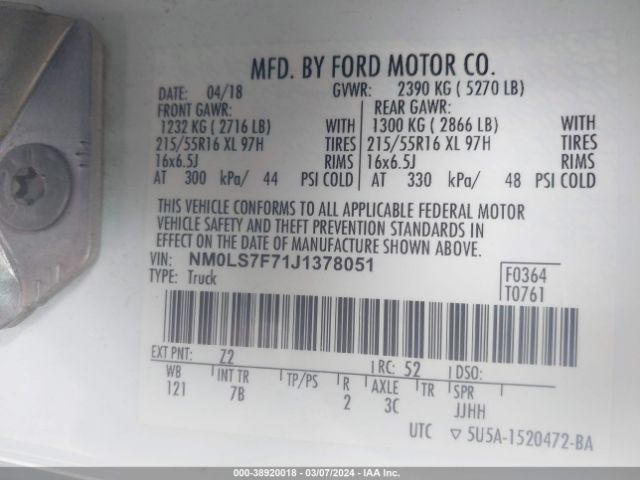 MFD. BY FORD MOTOR CO.
DATE: 04/18 GVWR: 2390 KG ( 5270 LB)
FRONT GAWR: REAR GAWR:
1232 KG ( 2716 LB) WITH 1300 KG ( 2866 LB) WITH
215/55R16 XL 97H TIRES 215/55R16 XL 97H TIRES
16x6.5J RIMS 16x6.5J RIMS
AT 300 kPa/ 44 PSI COLD AT 330 kPa/ 48 PSI COLD
THIS VEHICLE CONFORMS TO ALL APPLICABLE FEDERAL MOTOR
VEHICLE SAFETY AND THEFT PREVENTION STANDARDS IN
EFFECT ON THE DATE OF MANUFACTURE SHOWN ABOVE.
VIN: NM0LS7F71J1378051
TYPE: Truck
F0364
T0761
EXT PNT: Z2 RC: 52 DSO:
WB INT TR TP/PS R AXLE TR SPR
121 7B 2 3C JJHH
UTC ▽ 5U5A-1520472-BA
000-38920018 - 03/07/2024 - IAA Inc.